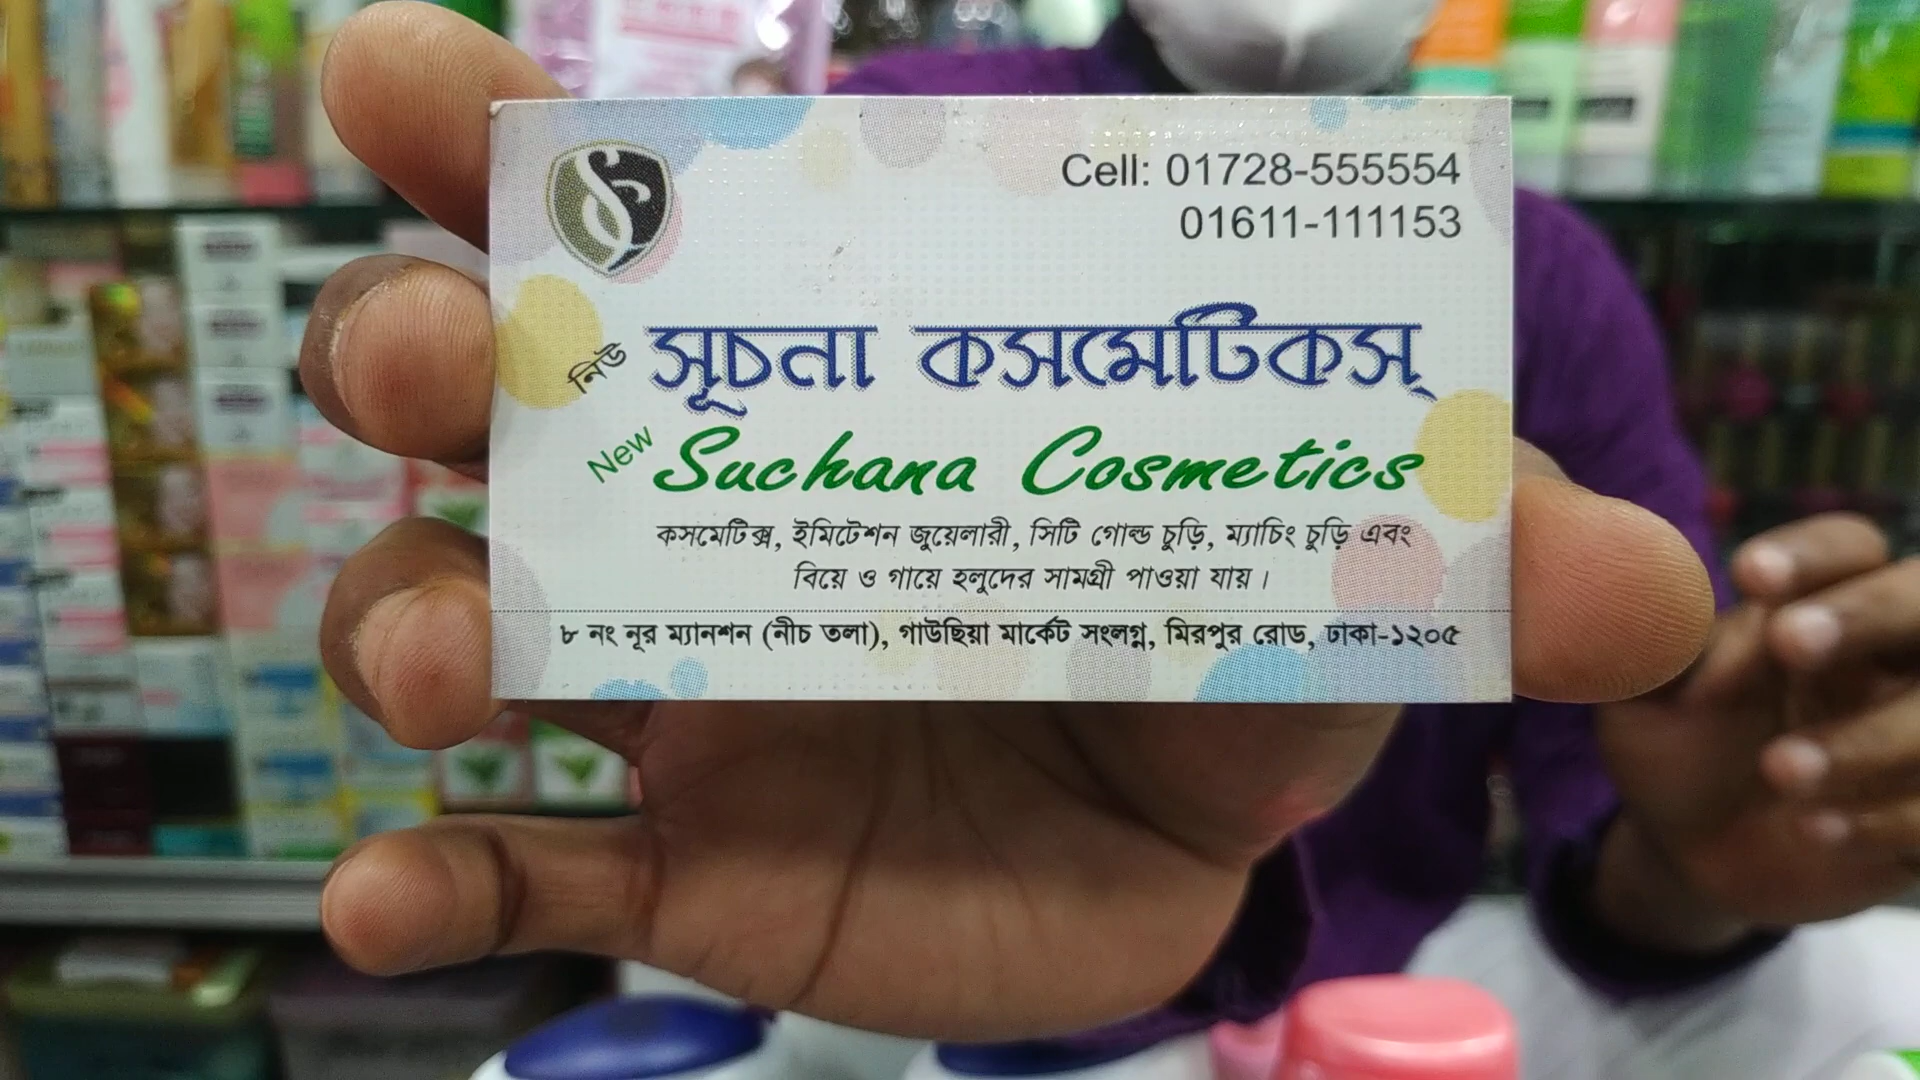 Cell: 01728-555554
01611-111153
নিউ সূচনা কসমেটিকস্
New Suchana Cosmetics
কসমেটিক্স, ইমিটেশন জুয়েলারী, সিটি গোল্ড চুড়ি, ম্যাচিং চুড়ি এবং
বিয়ে ও গায়ে হলুদের সামগ্রী পাওয়া যায়।
৮ নং নূর ম্যানশন (নীচ তলা), গাউছিয়া মার্কেট সংলগ্ন, মিরপুর রোড, ঢাকা-১২০৫